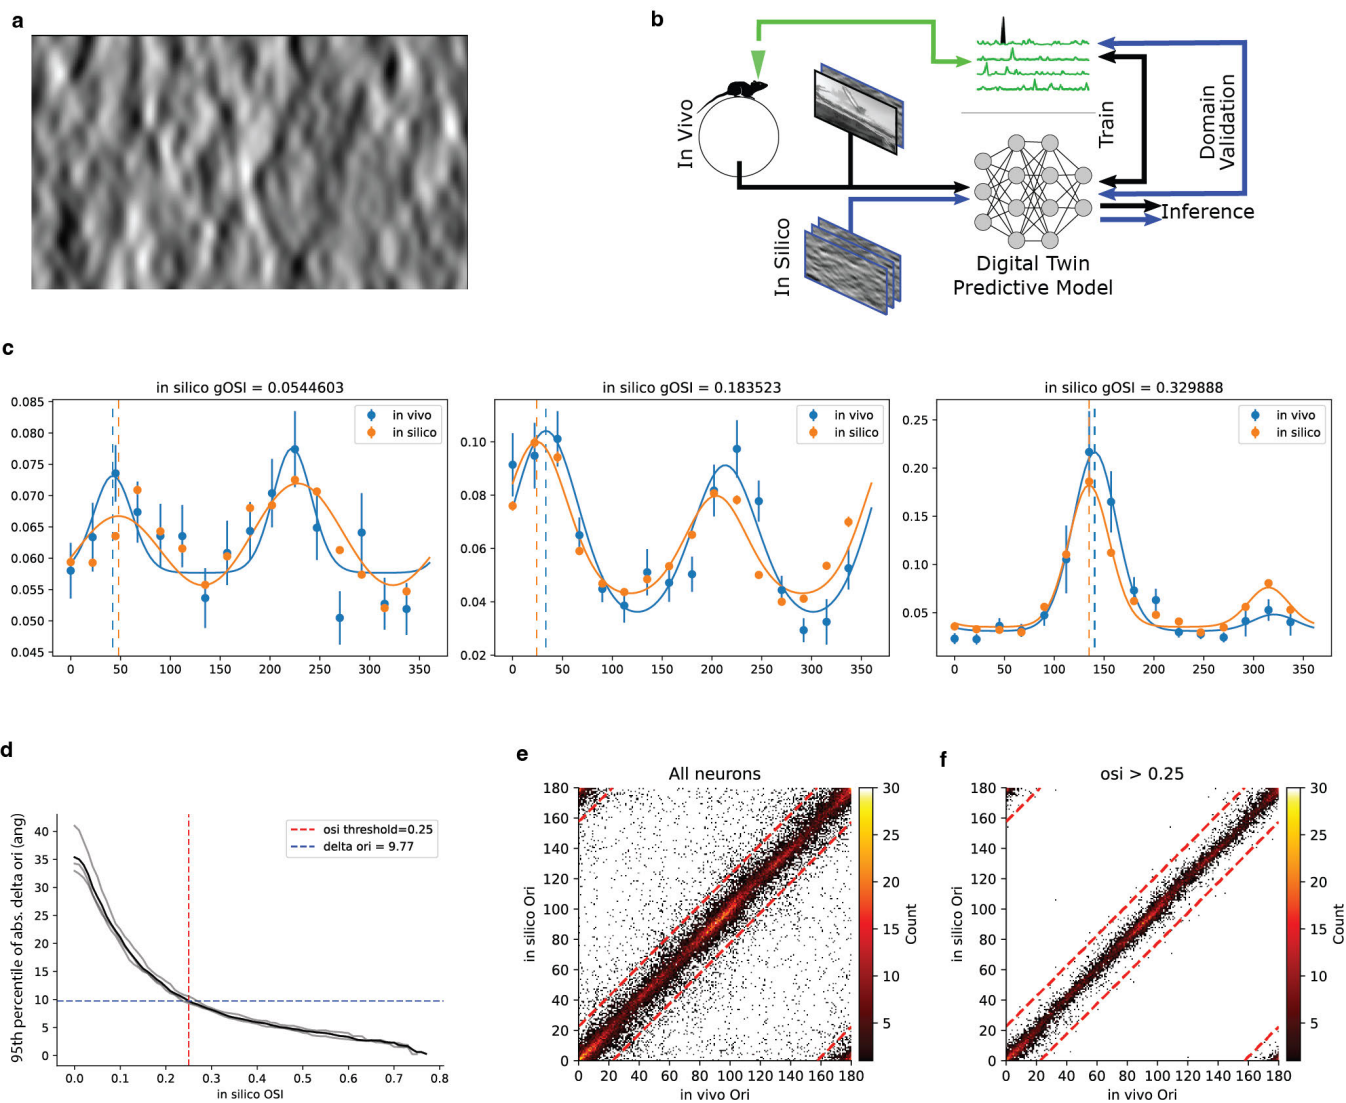 a
b
In Vivo
Train
Domain
Validation
Inference
In Silico
Digital Twin
Predictive Model
c
in silico gOSI = 0.0544603
in vivo
in silico
0.085
0.080
0.075
0.070
0.065
0.060
0.055
0.050
0.045
0 50 100 150 200 250 300 350
in silico gOSI = 0.183523
in vivo
in silico
0.10
0.08
0.06
0.04
0.02
0 50 100 150 200 250 300 350
in silico gOSI = 0.329888
in vivo
in silico
0.25
0.20
0.15
0.10
0.05
0 50 100 150 200 250 300 350
d
95th percentile of abs. delta ori (ang)
40
35
30
25
20
15
10
5
0
osi threshold=0.25
delta ori = 9.77
0.0 0.1 0.2 0.3 0.4 0.5 0.6 0.7 0.8
in silico OSI
e
All neurons
in silico Ori
180
160
140
120
100
80
60
40
20
0
0 20 40 60 80 100 120 140 160 180
in vivo Ori
30
25
20
15
10
5
Count
f
osi > 0.25
in silico Ori
180
160
140
120
100
80
60
40
20
0
0 20 40 60 80 100 120 140 160 180
in vivo Ori
30
25
20
15
10
5
Count